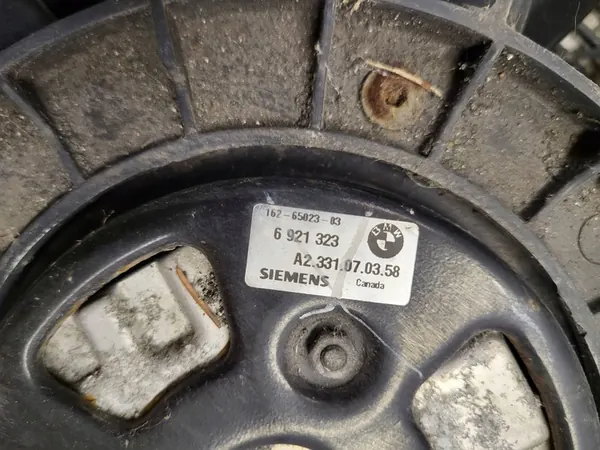 162-65023-03
6 921 323
BMW
A2.331.07.03.58
SIEMENS Canada